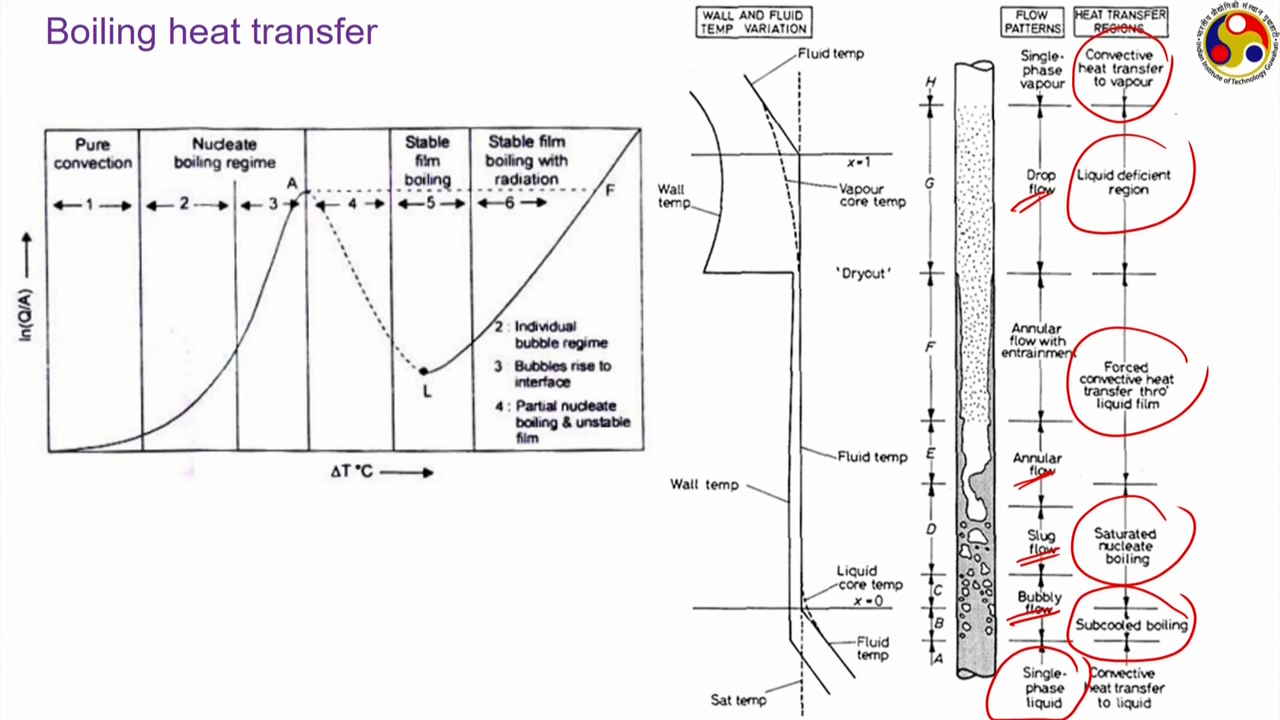 Boiling heat transfer
Pure
convection
Nucleate
boiling regime
Stable
film
boiling
Stable film
boiling with
radiation
A
F
1
2
3
4
5
6
ln(Q/A)
2 : Individual
bubble regime
3 : Bubbles rise to
interface
4 : Partial nucleate
boiling & unstable
film
L
ΔT °C
WALL AND FLUID
TEMP VARIATION
Fluid temp
x=1
Wall
temp
Vapour
core temp
'Dryout'
Fluid temp
Wall temp
Liquid
core temp
x=0
Fluid
temp
Sat temp
H
G
F
E
D
C
B
A
FLOW
PATTERNS
Single-
phase
vapour
Drop
flow
Annular
flow with
entrainment
Annular
flow
Slug
flow
Bubbly
flow
Single-
phase
liquid
HEAT TRANSFER
REGIONS
Convective
heat transfer
to vapour
Liquid deficient
region
Forced
convective heat
transfer thro'
liquid film
Saturated
nucleate
boiling
Subcooled boiling
Convective
heat transfer
to liquid
Indian Institute of Technology Guwahati